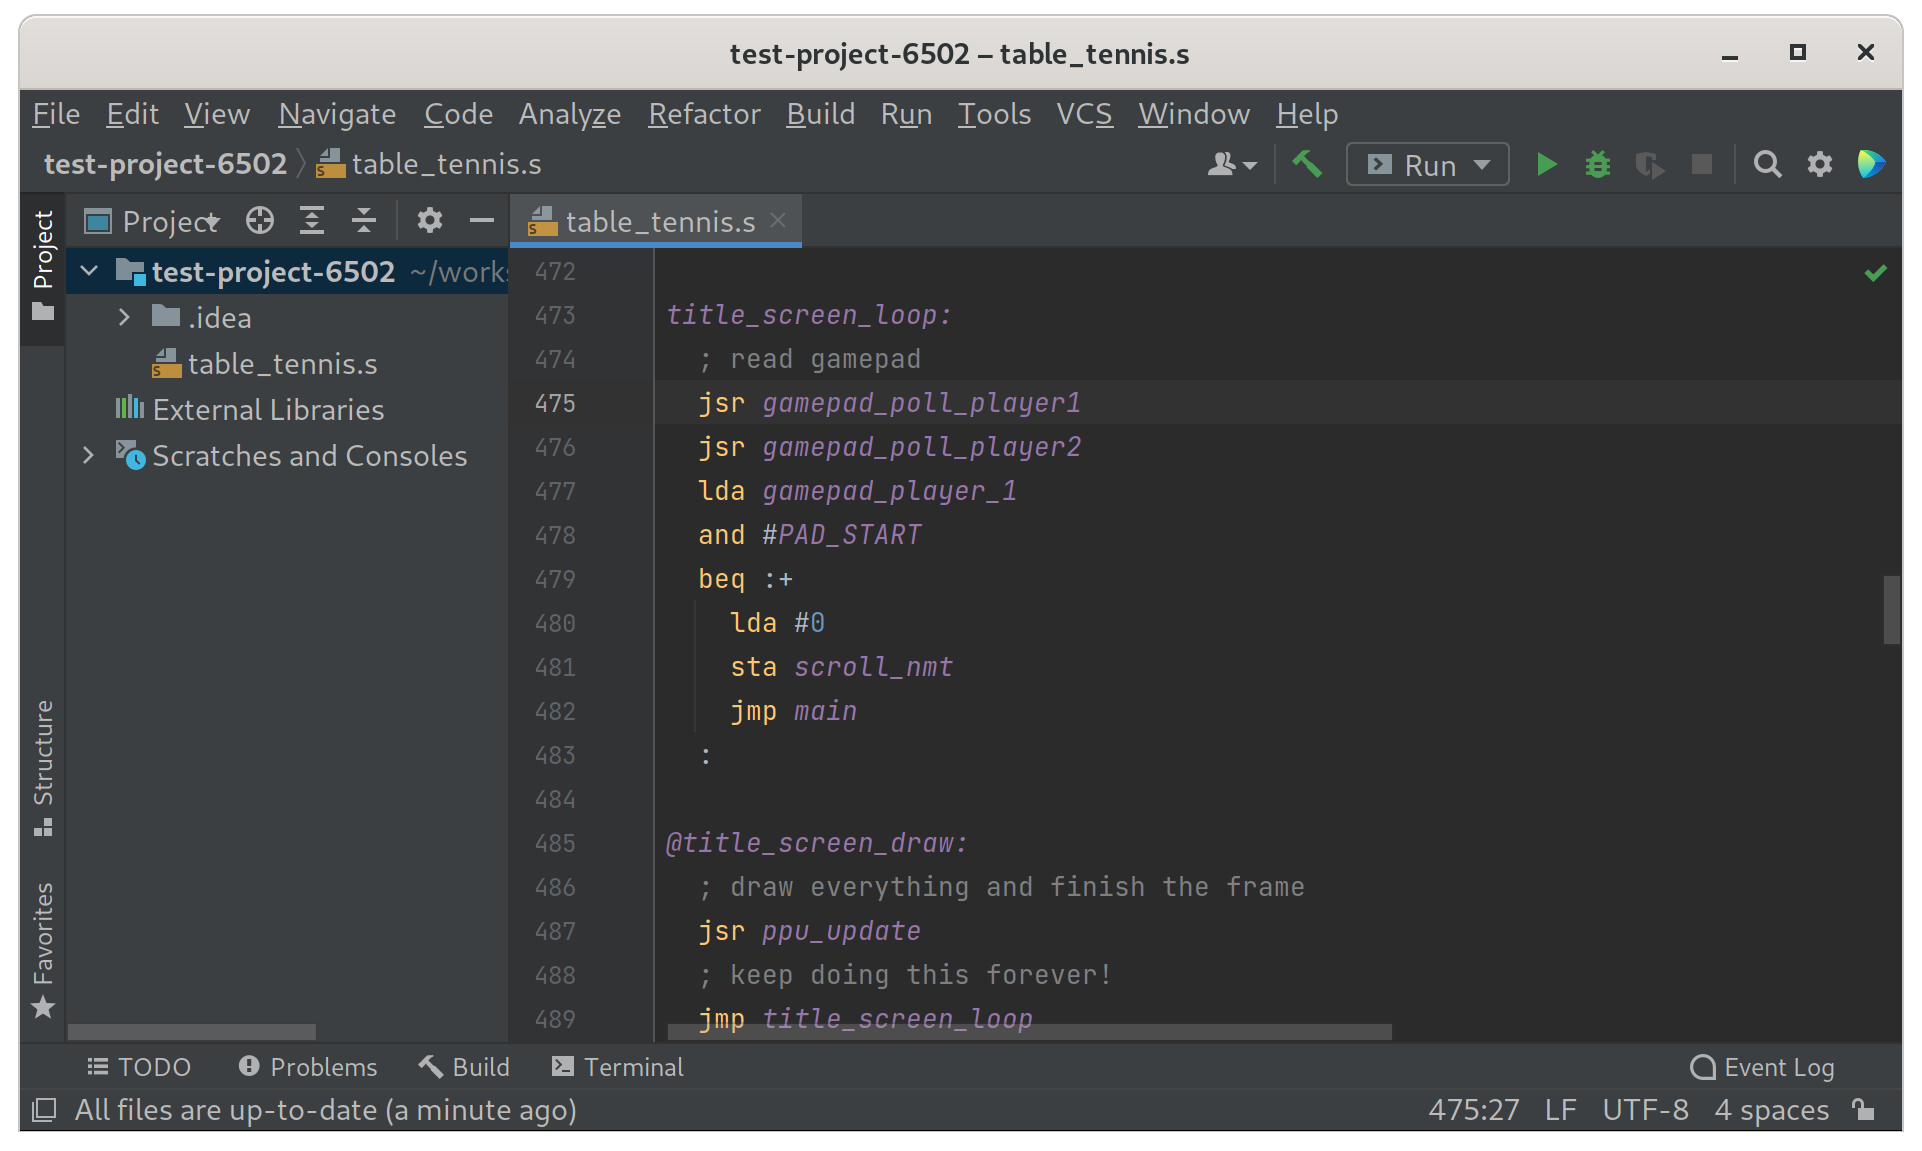 test-project-6502 – table_tennis.s
File Edit View Navigate Code Analyze Refactor Build Run Tools VCS Window Help
test-project-6502 table_tennis.s Run
Project
Project
table_tennis.s
test-project-6502 ~/works
.idea
table_tennis.s
External Libraries
Scratches and Consoles
Structure
Favorites
472
473 title_screen_loop:
474 ; read gamepad
475 jsr gamepad_poll_player1
476 jsr gamepad_poll_player2
477 lda gamepad_player_1
478 and #PAD_START
479 beq :+
480 lda #0
481 sta scroll_nmt
482 jmp main
483 :
484
485 @title_screen_draw:
486 ; draw everything and finish the frame
487 jsr ppu_update
488 ; keep doing this forever!
489 jmp title_screen_loop
TODO Problems Build Terminal Event Log
All files are up-to-date (a minute ago) 475:27 LF UTF-8 4 spaces